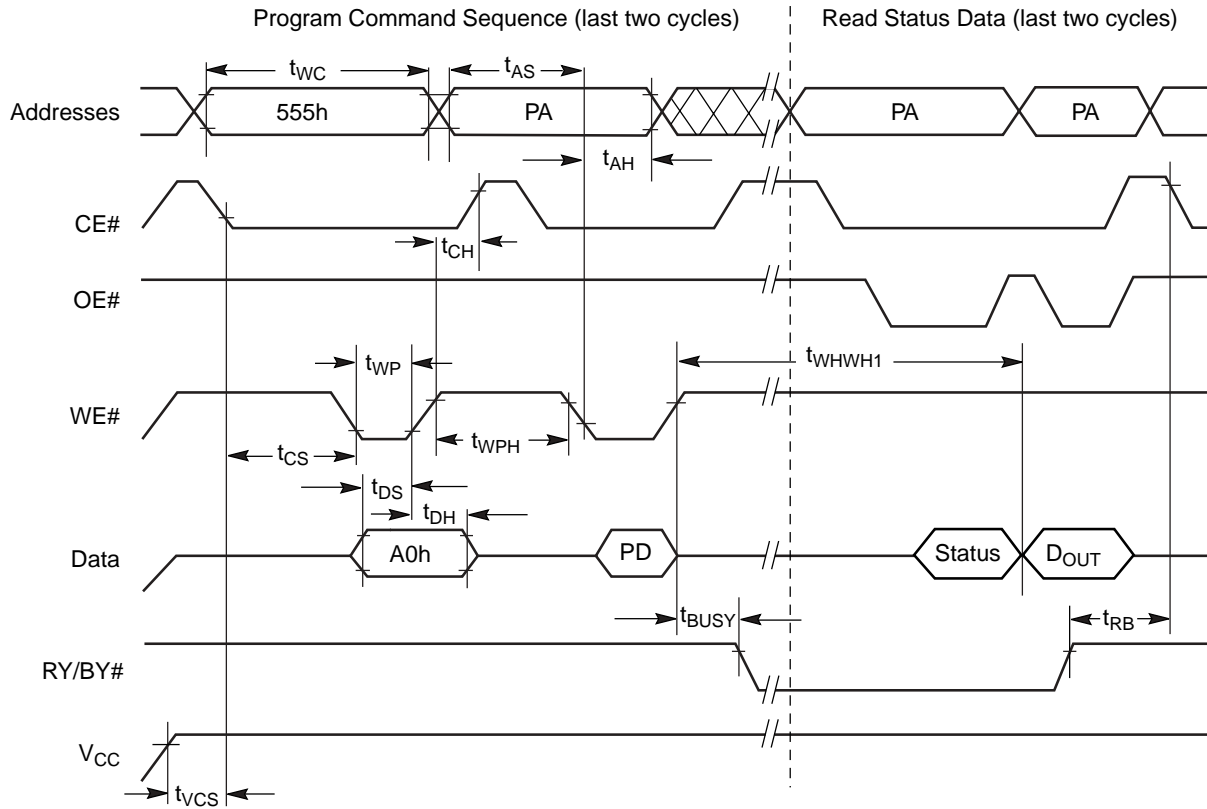 Program Command Sequence (last two cycles)
Read Status Data (last two cycles)
tWC
tAS
Addresses
555h
PA
PA
PA
tAH
CE#
tCH
OE#
tWP
tWHWH1
WE#
tCS
tWPH
tDS
tDH
Data
A0h
PD
Status
DOUT
tBUSY
tRB
RY/BY#
VCC
tVCS